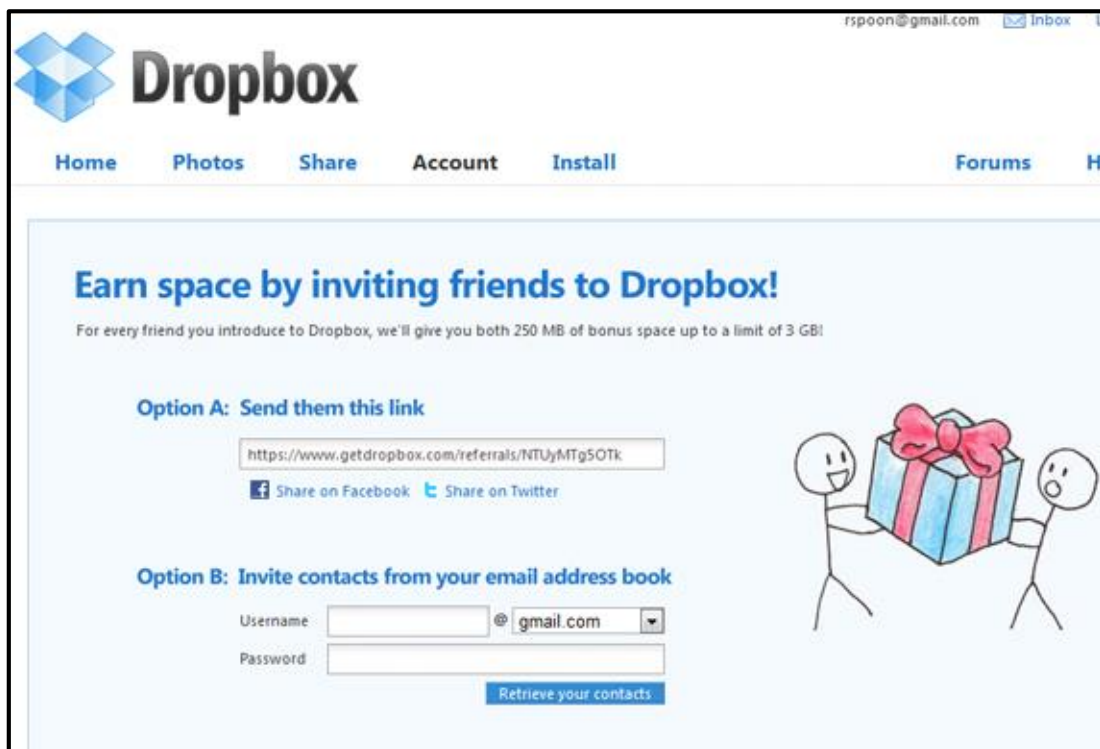 rspoon@gmail.com Inbox
Dropbox
Home Photos Share Account Install Forums
Earn space by inviting friends to Dropbox!
For every friend you introduce to Dropbox, we'll give you both 250 MB of bonus space up to a limit of 3 GB!
Option A: Send them this link
https://www.getdropbox.com/referrals/NTUyMTg5OTk
Share on Facebook Share on Twitter
Option B: Invite contacts from your email address book
Username @ gmail.com
Password
Retrieve your contacts